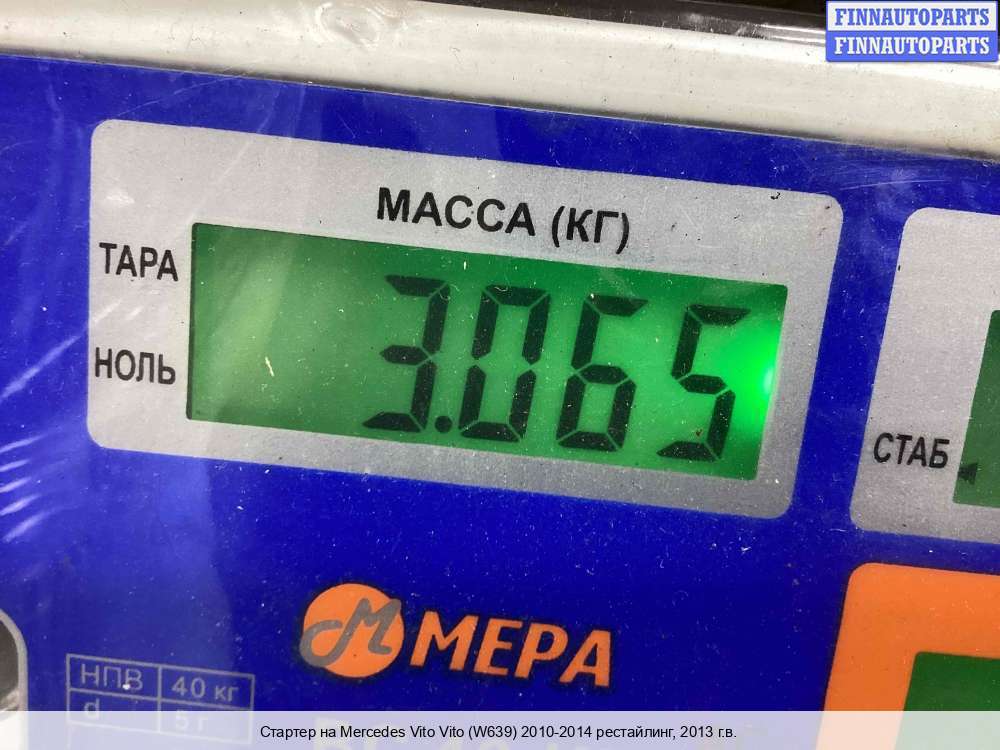 FINNAUTOPARTS
FINNAUTOPARTS
МАССА (КГ)
ТАРА
НОЛЬ
3.065
СТАБ
МЕРА
НПВ 40 кг
d 5 г
Стартер на Mercedes Vito Vito (W639) 2010-2014 рестайлинг, 2013 г.в.